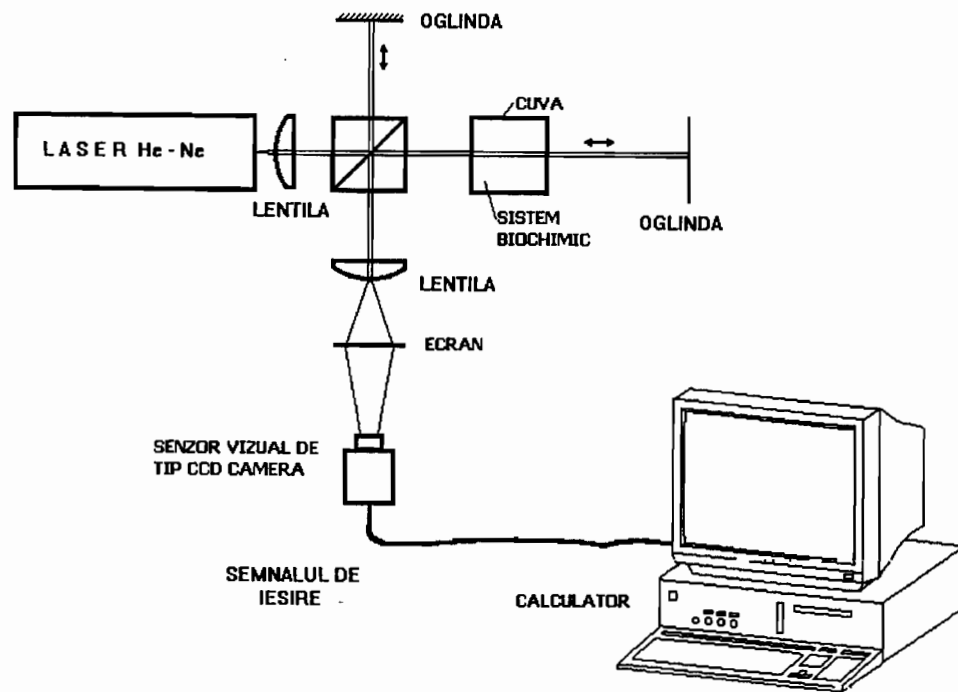 OGLINDA
CUVA
LASER He-Ne
LENTILA
SISTEM
BIOCHIMIC
OGLINDA
LENTILA
ECRAN
SENZOR VIZUAL DE
TIP CCD CAMERA
SEMNALUL DE
IESIRE
CALCULATOR